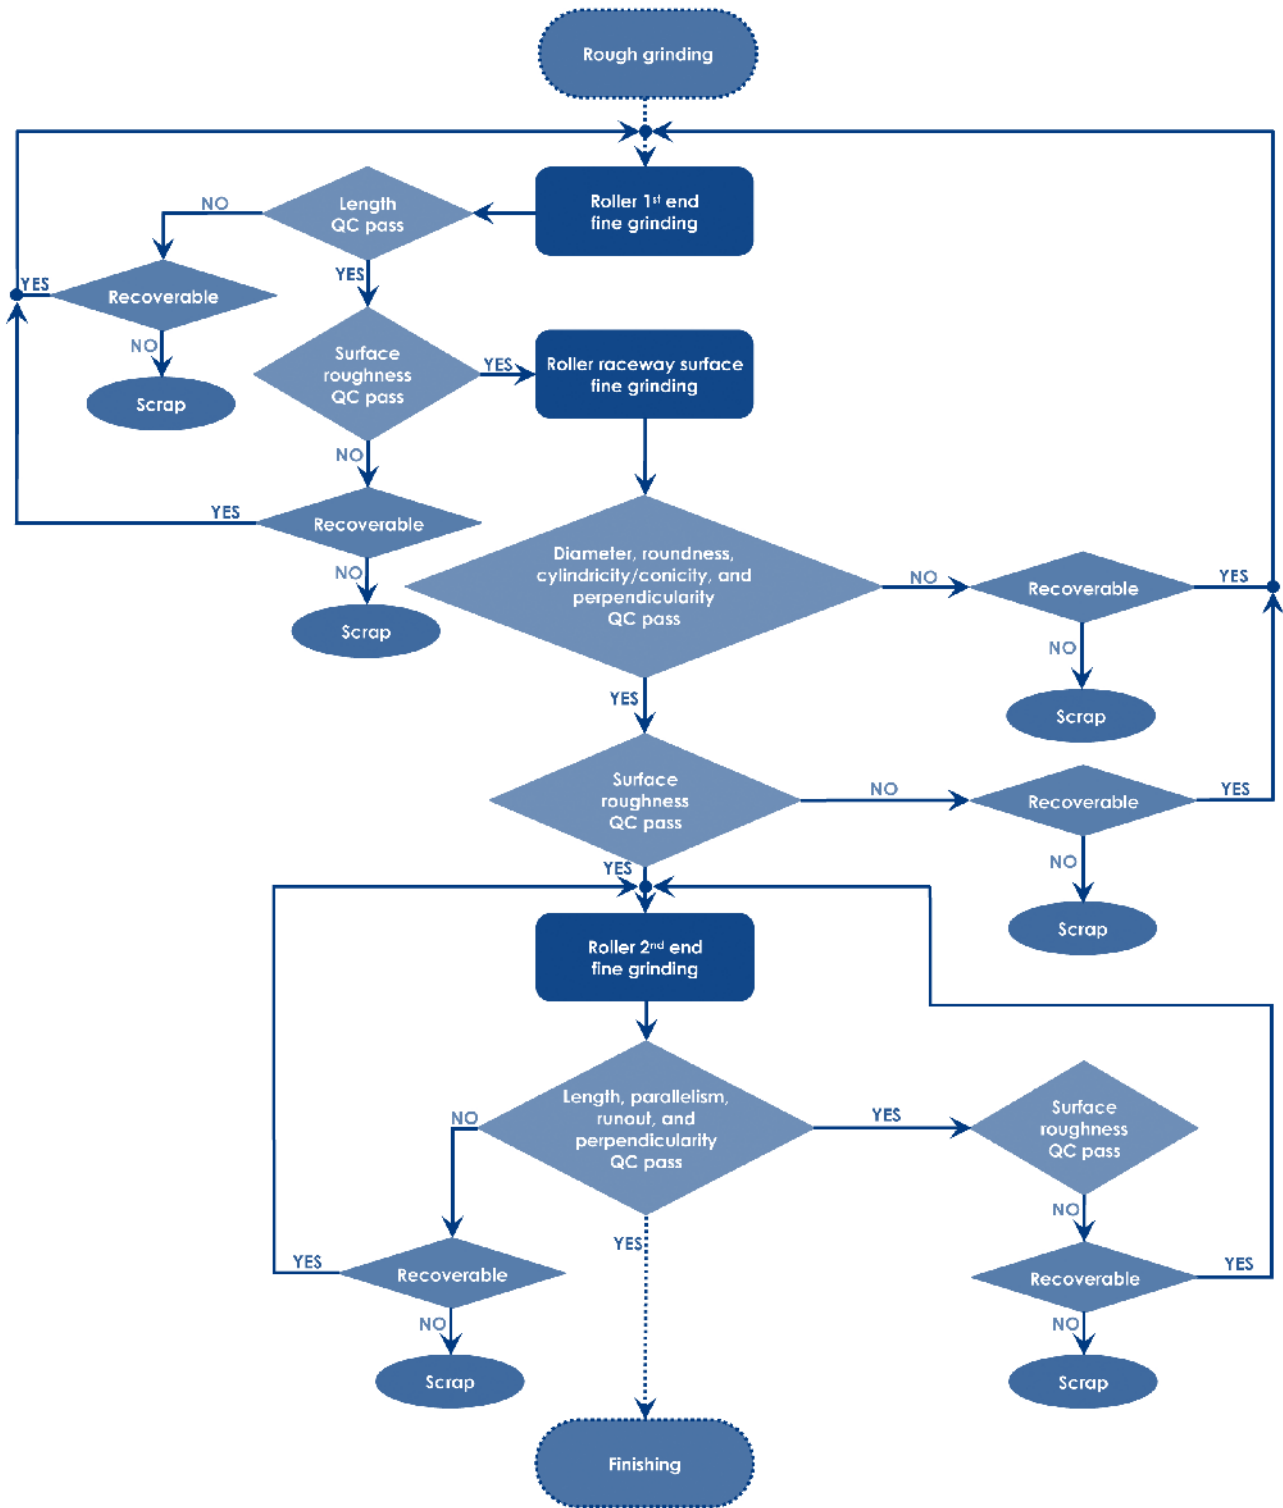 Rough grinding
Roller 1st end
fine grinding
Length
QC pass
NO
YES
Recoverable
YES
NO
Scrap
Surface
roughness
QC pass
YES
Roller raceway surface
fine grinding
NO
Recoverable
YES
NO
Scrap
Diameter, roundness,
cylindricity/conicity, and
perpendicularity
QC pass
NO
Recoverable
YES
NO
Scrap
YES
Surface
roughness
QC pass
NO
Recoverable
YES
NO
Scrap
YES
Roller 2nd end
fine grinding
Length, parallelism,
runout, and
perpendicularity
QC pass
NO
YES
Surface
roughness
QC pass
NO
YES
Recoverable
YES
NO
Scrap
Recoverable
YES
NO
Scrap
Finishing